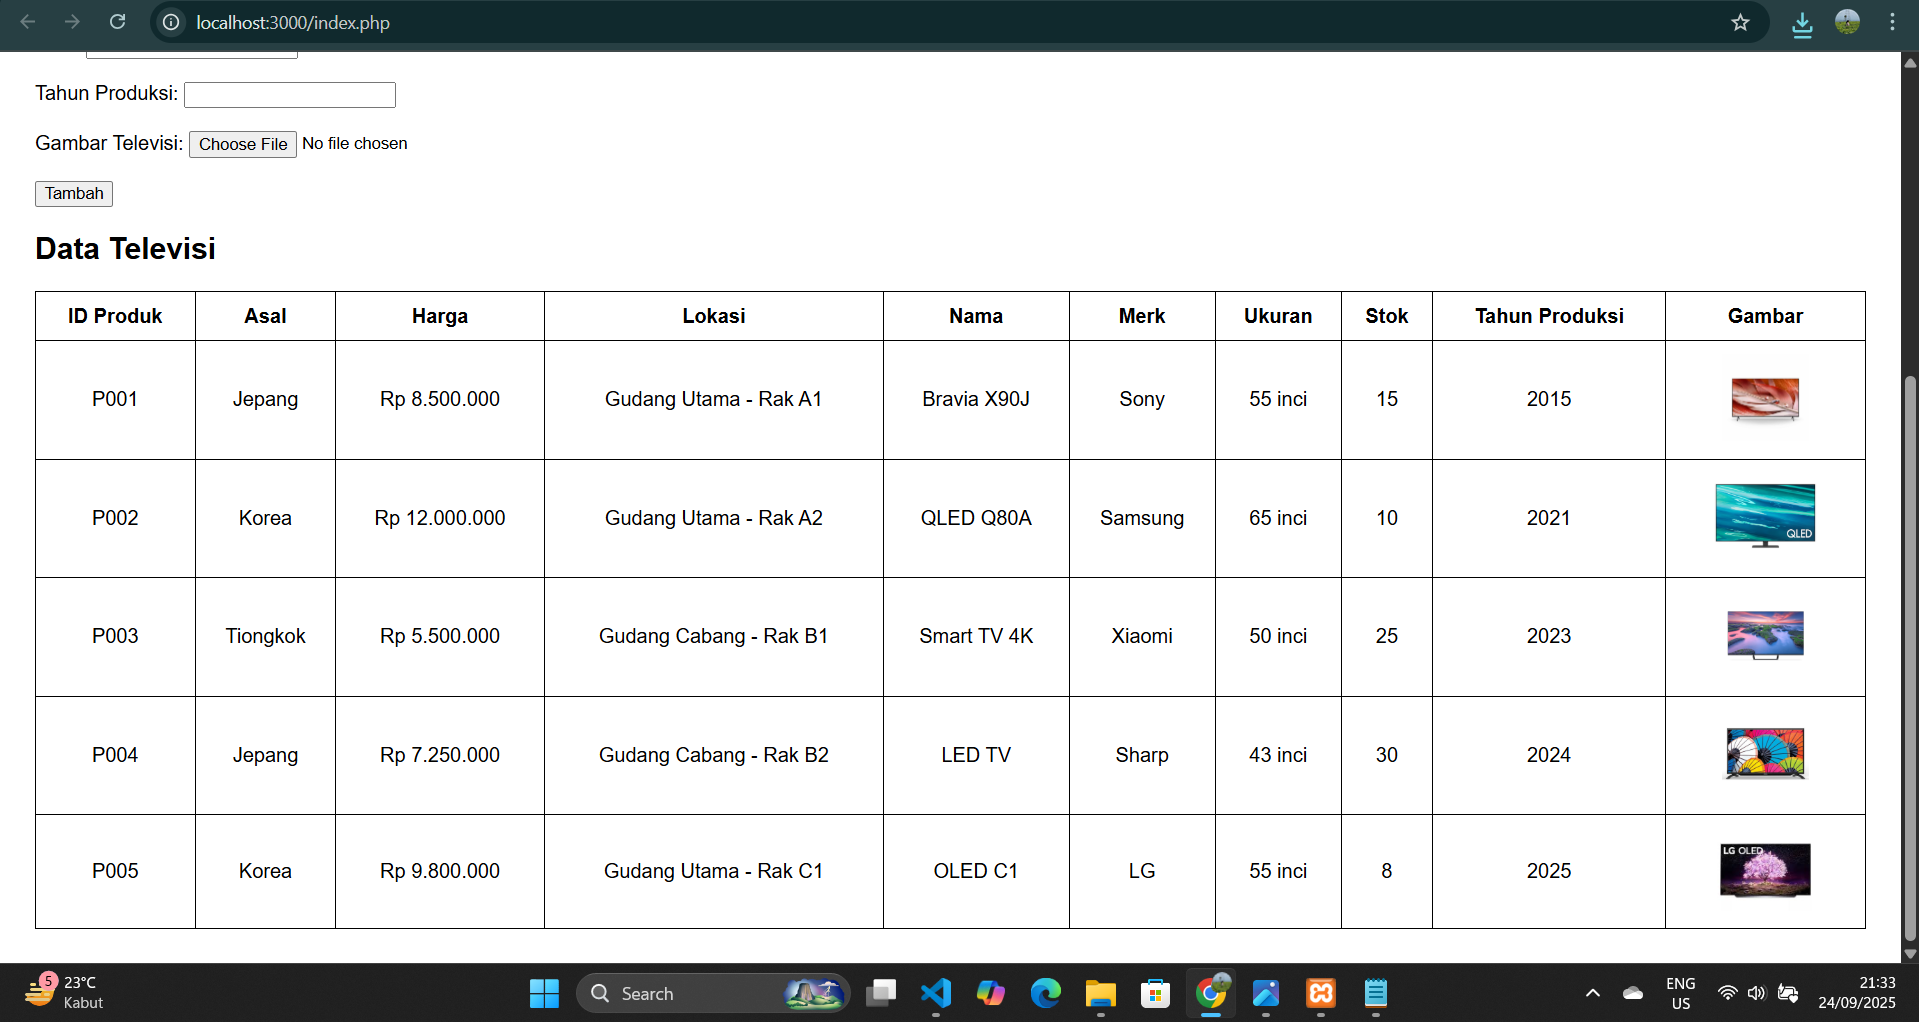 localhost:3000/index.php
Tahun Produksi:
Gambar Televisi: Choose File No file chosen
Tambah
Data Televisi
ID Produk Asal Harga Lokasi Nama Merk Ukuran Stok Tahun Produksi Gambar
P001 Jepang Rp 8.500.000 Gudang Utama - Rak A1 Bravia X90J Sony 55 inci 15 2015
P002 Korea Rp 12.000.000 Gudang Utama - Rak A2 QLED Q80A Samsung 65 inci 10 2021 QLED
P003 Tiongkok Rp 5.500.000 Gudang Cabang - Rak B1 Smart TV 4K Xiaomi 50 inci 25 2023
P004 Jepang Rp 7.250.000 Gudang Cabang - Rak B2 LED TV Sharp 43 inci 30 2024
P005 Korea Rp 9.800.000 Gudang Utama - Rak C1 OLED C1 LG 55 inci 8 2025 LG OLED
5 23°C
Kabut
Search
ENG
US
21:33
24/09/2025